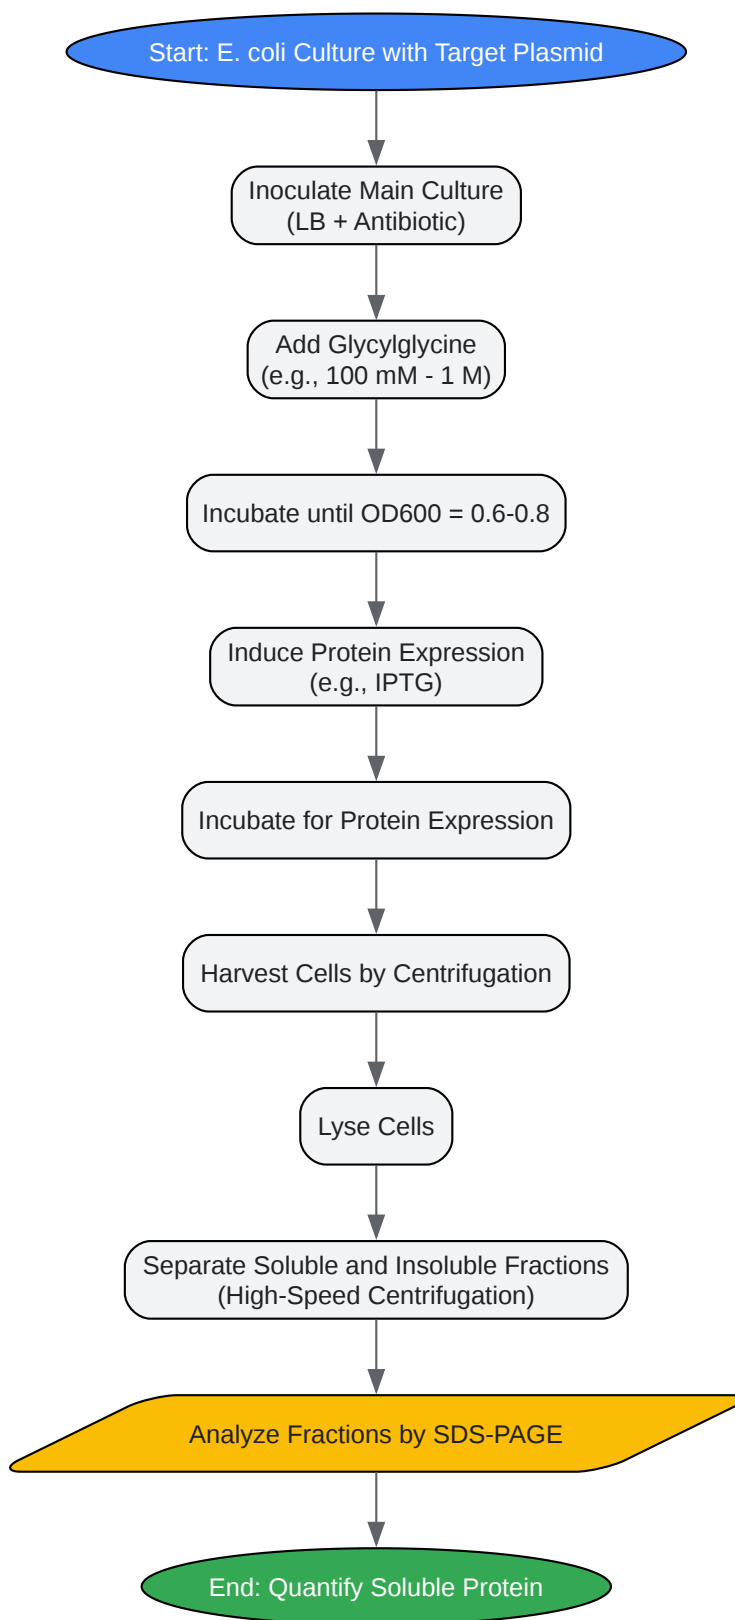 Start: E. coli Culture with Target Plasmid
Inoculate Main Culture
(LB + Antibiotic)
Add Glycylglycine
(e.g., 100 mM - 1 M)
Incubate until OD600 = 0.6-0.8
Induce Protein Expression
(e.g., IPTG)
Incubate for Protein Expression
Harvest Cells by Centrifugation
Lyse Cells
Separate Soluble and Insoluble Fractions
(High-Speed Centrifugation)
Analyze Fractions by SDS-PAGE
End: Quantify Soluble Protein